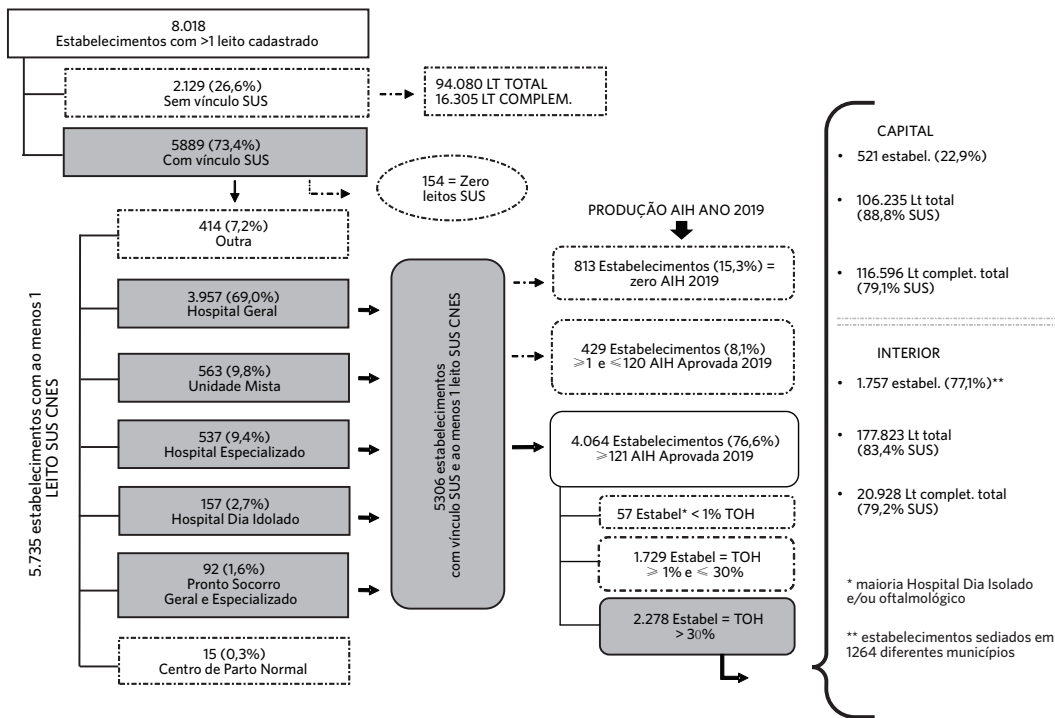 8.018
Estabelecimentos com >1 leito cadastrado
2.129 (26,6%)
Sem vínculo SUS
94.080 LT TOTAL
16.305 LT COMPLEM.
5889 (73,4%)
Com vínculo SUS
154 = Zero
leitos SUS
5.735 estabelecimentos com ao menos 1
LEITO SUS CNES
414 (7,2%)
Outra
3.957 (69,0%)
Hospital Geral
563 (9,8%)
Unidade Mista
537 (9,4%)
Hospital Especializado
157 (2,7%)
Hospital Dia Idolado
92 (1,6%)
Pronto Socorro
Geral e Especializado
15 (0,3%)
Centro de Parto Normal
5306 estabelecimentos
com vínculo SUS e ao menos 1 leito SUS CNES
PRODUÇÃO AIH ANO 2019
813 Estabelecimentos (15,3%) =
zero AIH 2019
429 Estabelecimentos (8,1%)
⩾1 e ⩽120 AIH Aprovada 2019
4.064 Estabelecimentos (76,6%)
⩾121 AIH Aprovada 2019
57 Estabel* < 1% TOH
1.729 Estabel = TOH
⩾ 1% e ⩽ 30%
2.278 Estabel = TOH
> 30%
CAPITAL
• 521 estabel. (22,9%)
• 106.235 Lt total
(88,8% SUS)
• 116.596 Lt complet. total
(79,1% SUS)
INTERIOR
• 1.757 estabel. (77,1%)**
• 177.823 Lt total
(83,4% SUS)
• 20.928 Lt complet. total
(79,2% SUS)
* maioria Hospital Dia Isolado
e/ou oftalmológico
** estabelecimentos sediados em
1264 diferentes municípios